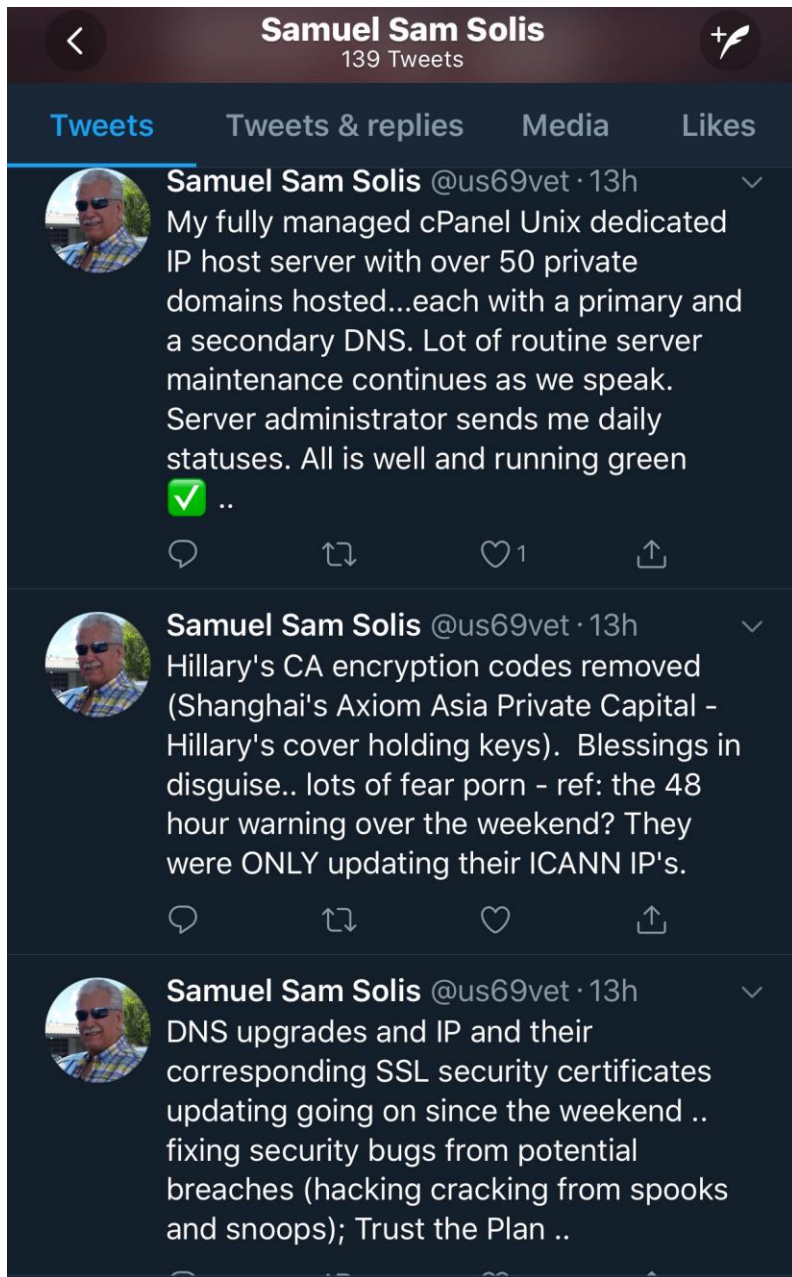 Samuel Sam Solis
139 Tweets
Tweets Tweets & replies Media Likes
Samuel Sam Solis @us69vet · 13h
My fully managed cPanel Unix dedicated
IP host server with over 50 private
domains hosted...each with a primary and
a secondary DNS. Lot of routine server
maintenance continues as we speak.
Server administrator sends me daily
statuses. All is well and running green
✅ ..
1
Samuel Sam Solis @us69vet · 13h
Hillary's CA encryption codes removed
(Shanghai's Axiom Asia Private Capital -
Hillary's cover holding keys).  Blessings in
disguise.. lots of fear porn - ref: the 48
hour warning over the weekend? They
were ONLY updating their ICANN IP's.
Samuel Sam Solis @us69vet · 13h
DNS upgrades and IP and their
corresponding SSL security certificates
updating going on since the weekend ..
fixing security bugs from potential
breaches (hacking cracking from spooks
and snoops); Trust the Plan ..